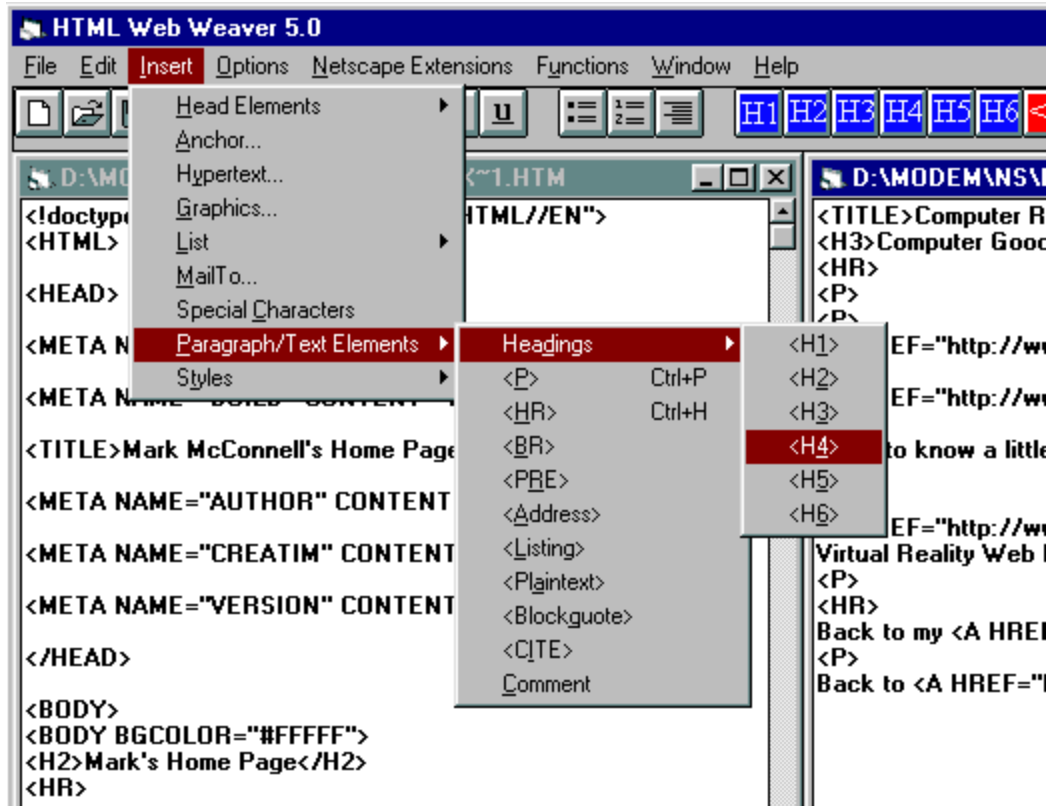 HTML Web Weaver 5.0
File Edit Insert Options Netscape Extensions Functions Window Help
u H1 H2 H3 H4 H5 H6
Head Elements
Anchor...
Hypertext...
Graphics...
List
MailTo...
Special Characters
Paragraph/Text Elements
Styles
Headings
<P> Ctrl+P
<HR> Ctrl+H
<BR>
<PRE>
<Address>
<Listing>
<Plaintext>
<Blockquote>
<CITE>
Comment
<H1>
<H2>
<H3>
<H4>
<H5>
<H6>
~1.HTM
<!doctype HTML//EN">
<HTML>
<HEAD>
<META
<META
<TITLE>Mark McConnell's Home Page
<META NAME="AUTHOR" CONTENT
<META NAME="CREATIM" CONTENT
<META NAME="VERSION" CONTENT
</HEAD>
<BODY>
<BODY BGCOLOR="#FFFFF">
<H2>Mark's Home Page</H2>
<HR>
D:\MODEM\NS\
<TITLE>Computer
<H3>Computer
<HR>
<P>
<P>
EF="http://w
EF="http://w
to know a little
EF="http://w
Virtual Reality Web
<P>
<HR>
Back to my <A HRE
<P>
Back to <A HREF="